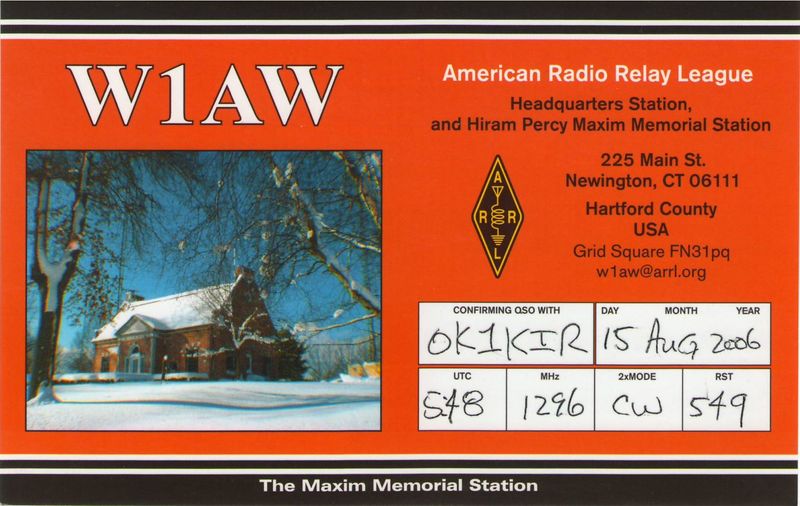 W1AW
American Radio Relay League
Headquarters Station,
and Hiram Percy Maxim Memorial Station
225 Main St.
Newington, CT 06111
Hartford County
USA
Grid Square FN31pq
w1aw@arrl.org
A
R R
L
CONFIRMING QSO WITH DAY MONTH YEAR
OK1KIR 15 AUG 2006
UTC MHz 2xMODE RST
548 1296 CW 549
The Maxim Memorial Station